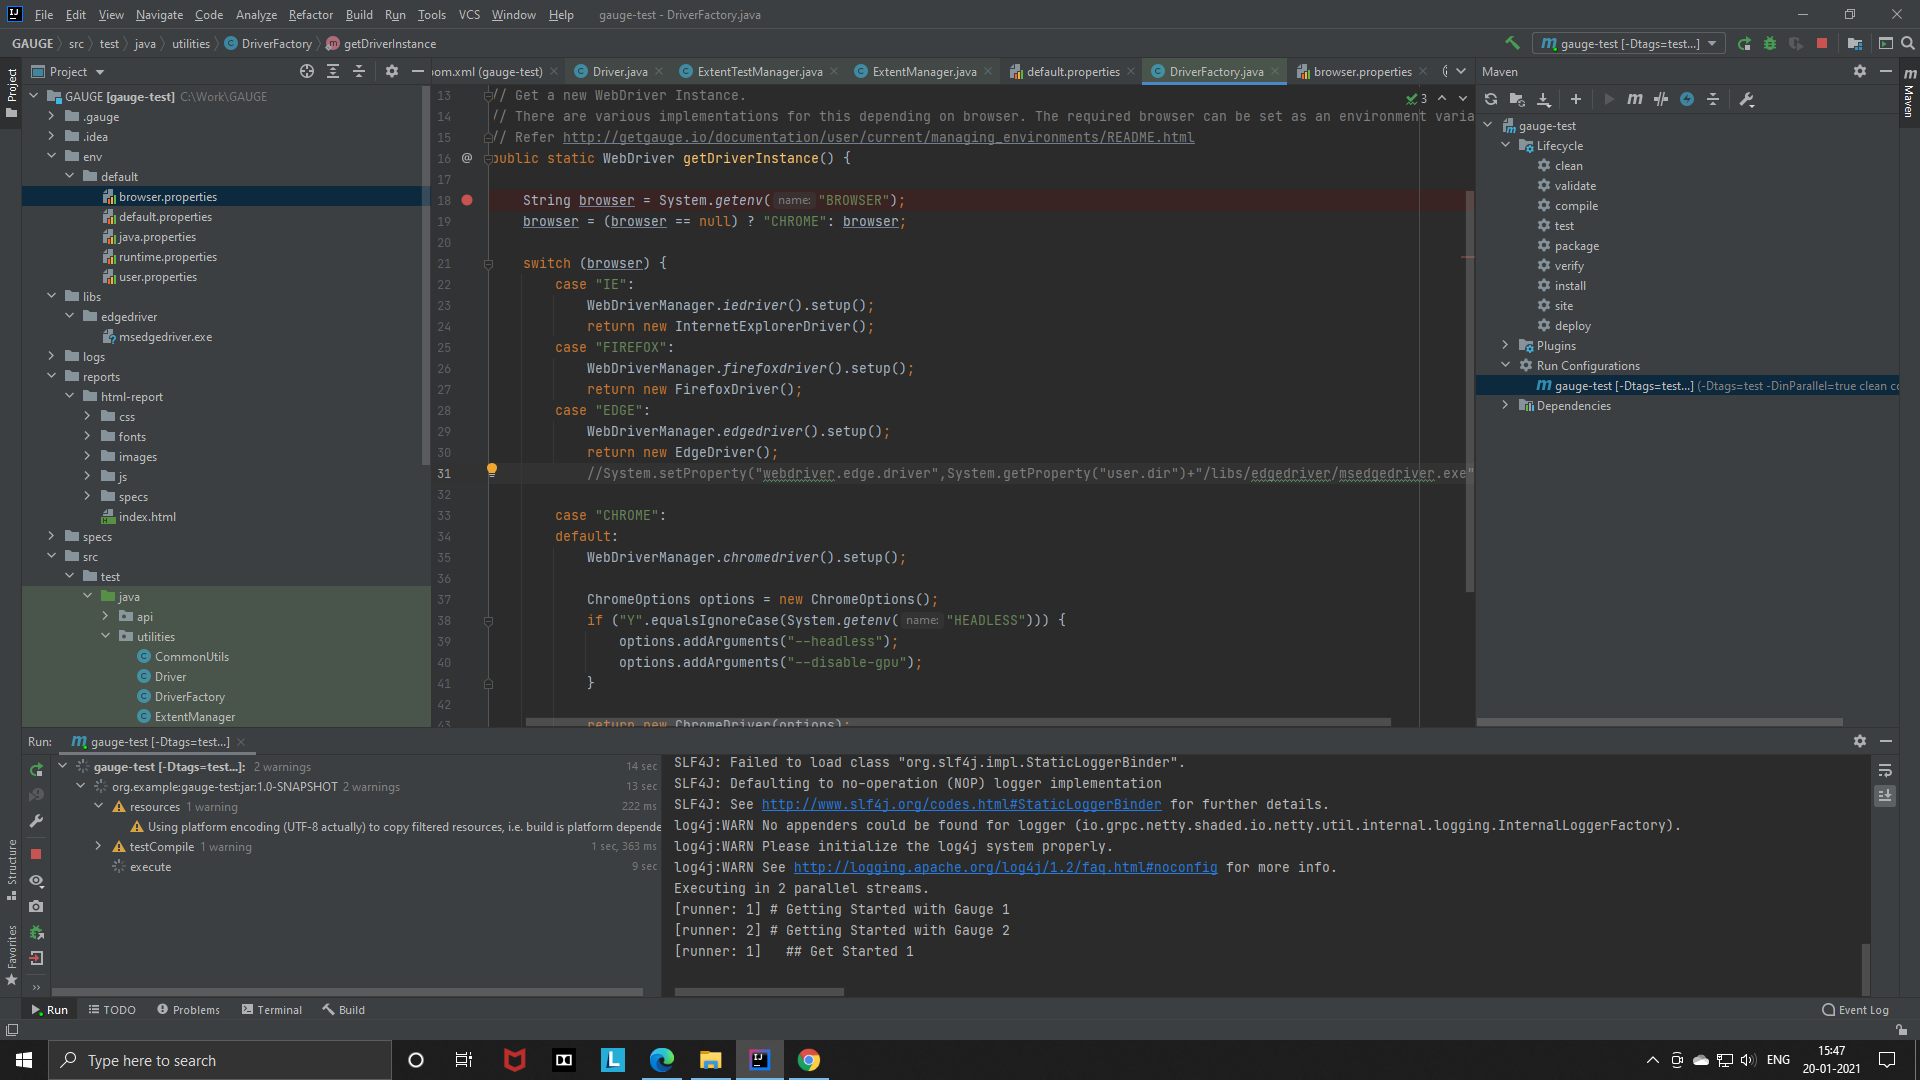 File Edit View Navigate Code Analyze Refactor Build Run Tools VCS Window Help gauge-test - DriverFactory.java
GAUGE src test java utilities DriverFactory getDriverInstance
gauge-test [-Dtags=test...]
Project
pom.xml (gauge-test) Driver.java ExtentTestManager.java ExtentManager.java default.properties DriverFactory.java browser.properties
Maven
GAUGE [gauge-test] C:\Work\GAUGE
.gauge
.idea
env
default
browser.properties
default.properties
java.properties
runtime.properties
user.properties
libs
edgedriver
msedgedriver.exe
logs
reports
html-report
css
fonts
images
js
specs
index.html
specs
src
test
java
api
utilities
CommonUtils
Driver
DriverFactory
ExtentManager
3
13 // Get a new WebDriver Instance.
14 // There are various implementations for this depending on browser. The required browser can be set as an environment varia
15 // Refer http://getgauge.io/documentation/user/current/managing_environments/README.html
16 @ public static WebDriver getDriverInstance() {
17
18 String browser = System.getenv( name: "BROWSER");
19 browser = (browser == null) ? "CHROME": browser;
20
21 switch (browser) {
22 case "IE":
23 WebDriverManager.iedriver().setup();
24 return new InternetExplorerDriver();
25 case "FIREFOX":
26 WebDriverManager.firefoxdriver().setup();
27 return new FirefoxDriver();
28 case "EDGE":
29 WebDriverManager.edgedriver().setup();
30 return new EdgeDriver();
31 //System.setProperty("webdriver.edge.driver",System.getProperty("user.dir")+"/libs/edgedriver/msedgedriver.exe"
32
33 case "CHROME":
34 default:
35 WebDriverManager.chromedriver().setup();
36
37 ChromeOptions options = new ChromeOptions();
38 if ("Y".equalsIgnoreCase(System.getenv( name: "HEADLESS"))) {
39 options.addArguments("--headless");
40 options.addArguments("--disable-gpu");
41 }
42
43 return new ChromeDriver(options);
gauge-test
Lifecycle
clean
validate
compile
test
package
verify
install
site
deploy
Plugins
Run Configurations
gauge-test [-Dtags=test...] (-Dtags=test -DinParallel=true clean co
Dependencies
Project
Structure
Favorites
Maven
Run: gauge-test [-Dtags=test...]
gauge-test [-Dtags=test...]: 2 warnings 14 sec
org.example:gauge-test:jar:1.0-SNAPSHOT 2 warnings 13 sec
resources 1 warning 222 ms
Using platform encoding (UTF-8 actually) to copy filtered resources, i.e. build is platform depende
testCompile 1 warning 1 sec, 363 ms
execute 9 sec
SLF4J: Failed to load class "org.slf4j.impl.StaticLoggerBinder".
SLF4J: Defaulting to no-operation (NOP) logger implementation
SLF4J: See http://www.slf4j.org/codes.html#StaticLoggerBinder for further details.
log4j:WARN No appenders could be found for logger (io.grpc.netty.shaded.io.netty.util.internal.logging.InternalLoggerFactory).
log4j:WARN Please initialize the log4j system properly.
log4j:WARN See http://logging.apache.org/log4j/1.2/faq.html#noconfig for more info.
Executing in 2 parallel streams.
[runner: 1] # Getting Started with Gauge 1
[runner: 2] # Getting Started with Gauge 2
[runner: 1] ## Get Started 1
Run TODO Problems Terminal Build Event Log
Type here to search
ENG
15:47
20-01-2021